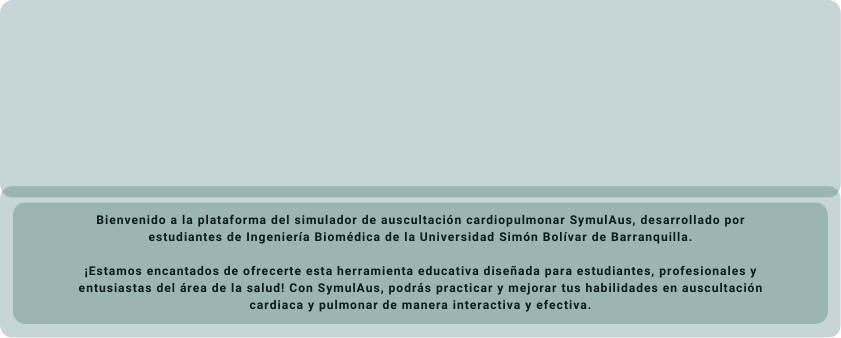 Bienvenido a la plataforma del simulador de auscultación cardiopulmonar SymulAus, desarrollado por
estudiantes de Ingeniería Biomédica de la Universidad Simón Bolívar de Barranquilla.
¡Estamos encantados de ofrecerte esta herramienta educativa diseñada para estudiantes, profesionales y
entusiastas del área de la salud! Con SymulAus, podrás practicar y mejorar tus habilidades en auscultación
cardiaca y pulmonar de manera interactiva y efectiva.